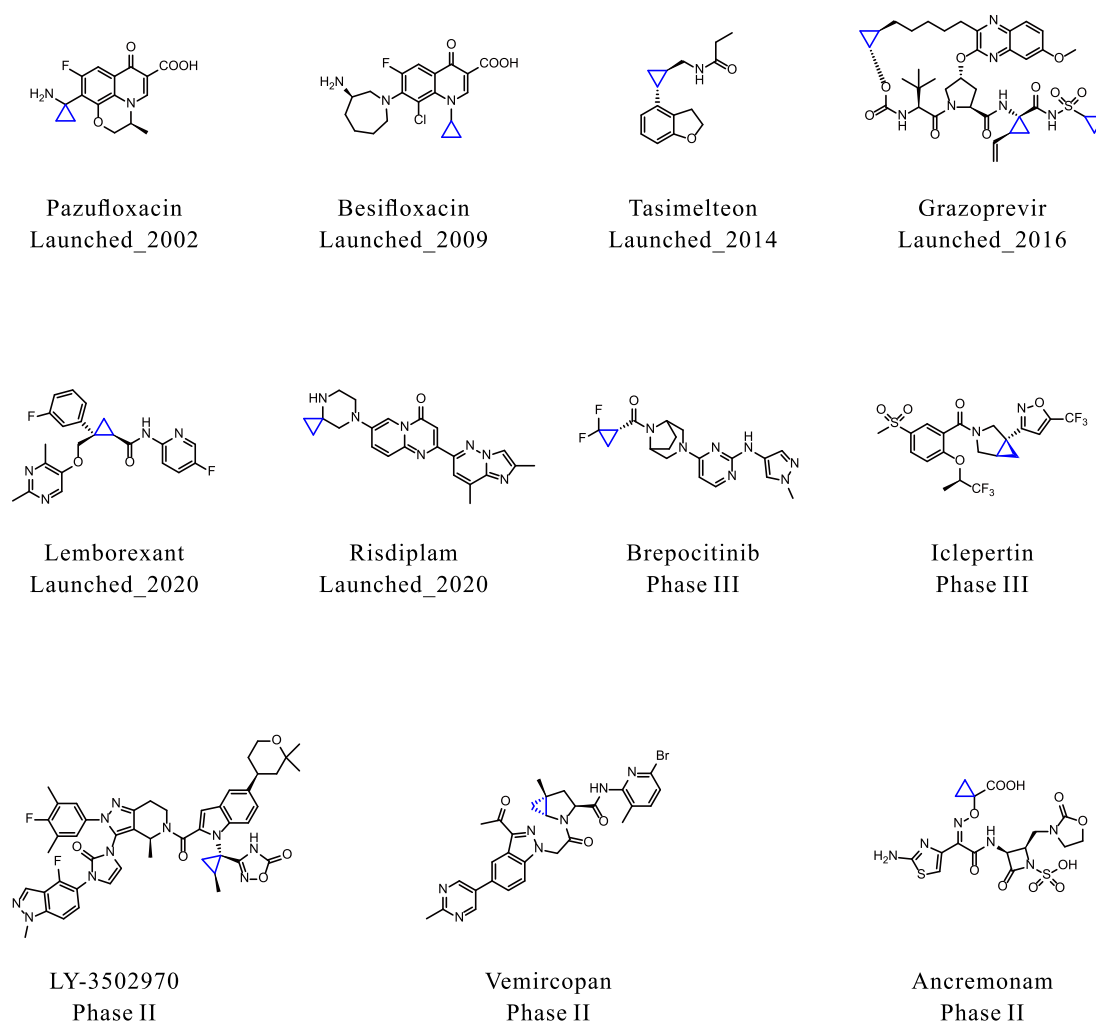 Pazufloxacin
Launched_2002
Besifloxacin
Launched_2009
Tasimelteon
Launched_2014
Grazoprevir
Launched_2016
Lemborexant
Launched_2020
Risdiplam
Launched_2020
Brepocitinib
Phase III
Iclepertin
Phase III
LY-3502970
Phase II
Vemircopan
Phase II
Ancremonam
Phase II